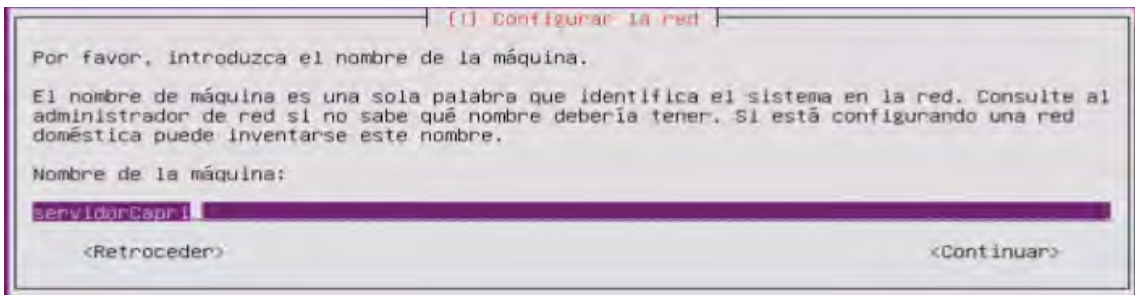 [!] Configurar la red
Por favor, introduzca el nombre de la máquina.
El nombre de máquina es una sola palabra que identifica el sistema en la red. Consulte al
administrador de red si no sabe qué nombre debería tener. Si está configurando una red
doméstica puede inventarse este nombre.
Nombre de la máquina:
servidorCapri
<Retroceder> <Continuar>